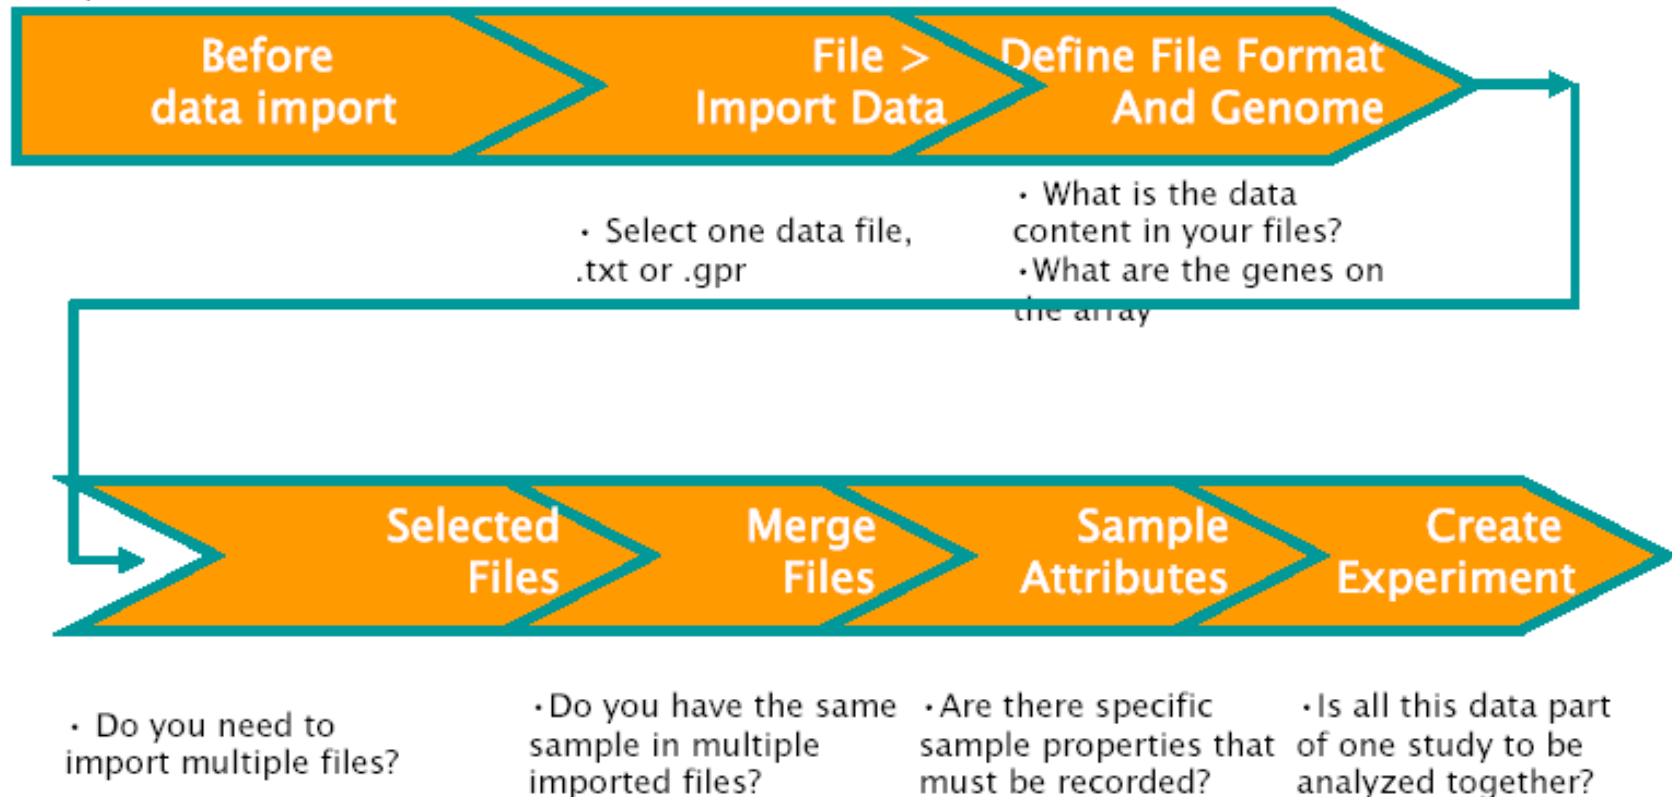 Before
data import
File >
Import Data
Define File Format
And Genome
• Select one data file,
.txt or .gpr
• What is the data
content in your files?
•What are the genes on
the array
Selected
Files
Merge
Files
Sample
Attributes
Create
Experiment
• Do you need to
import multiple files?
•Do you have the same
sample in multiple
imported files?
•Are there specific
sample properties that
must be recorded?
•Is all this data part
of one study to be
analyzed together?